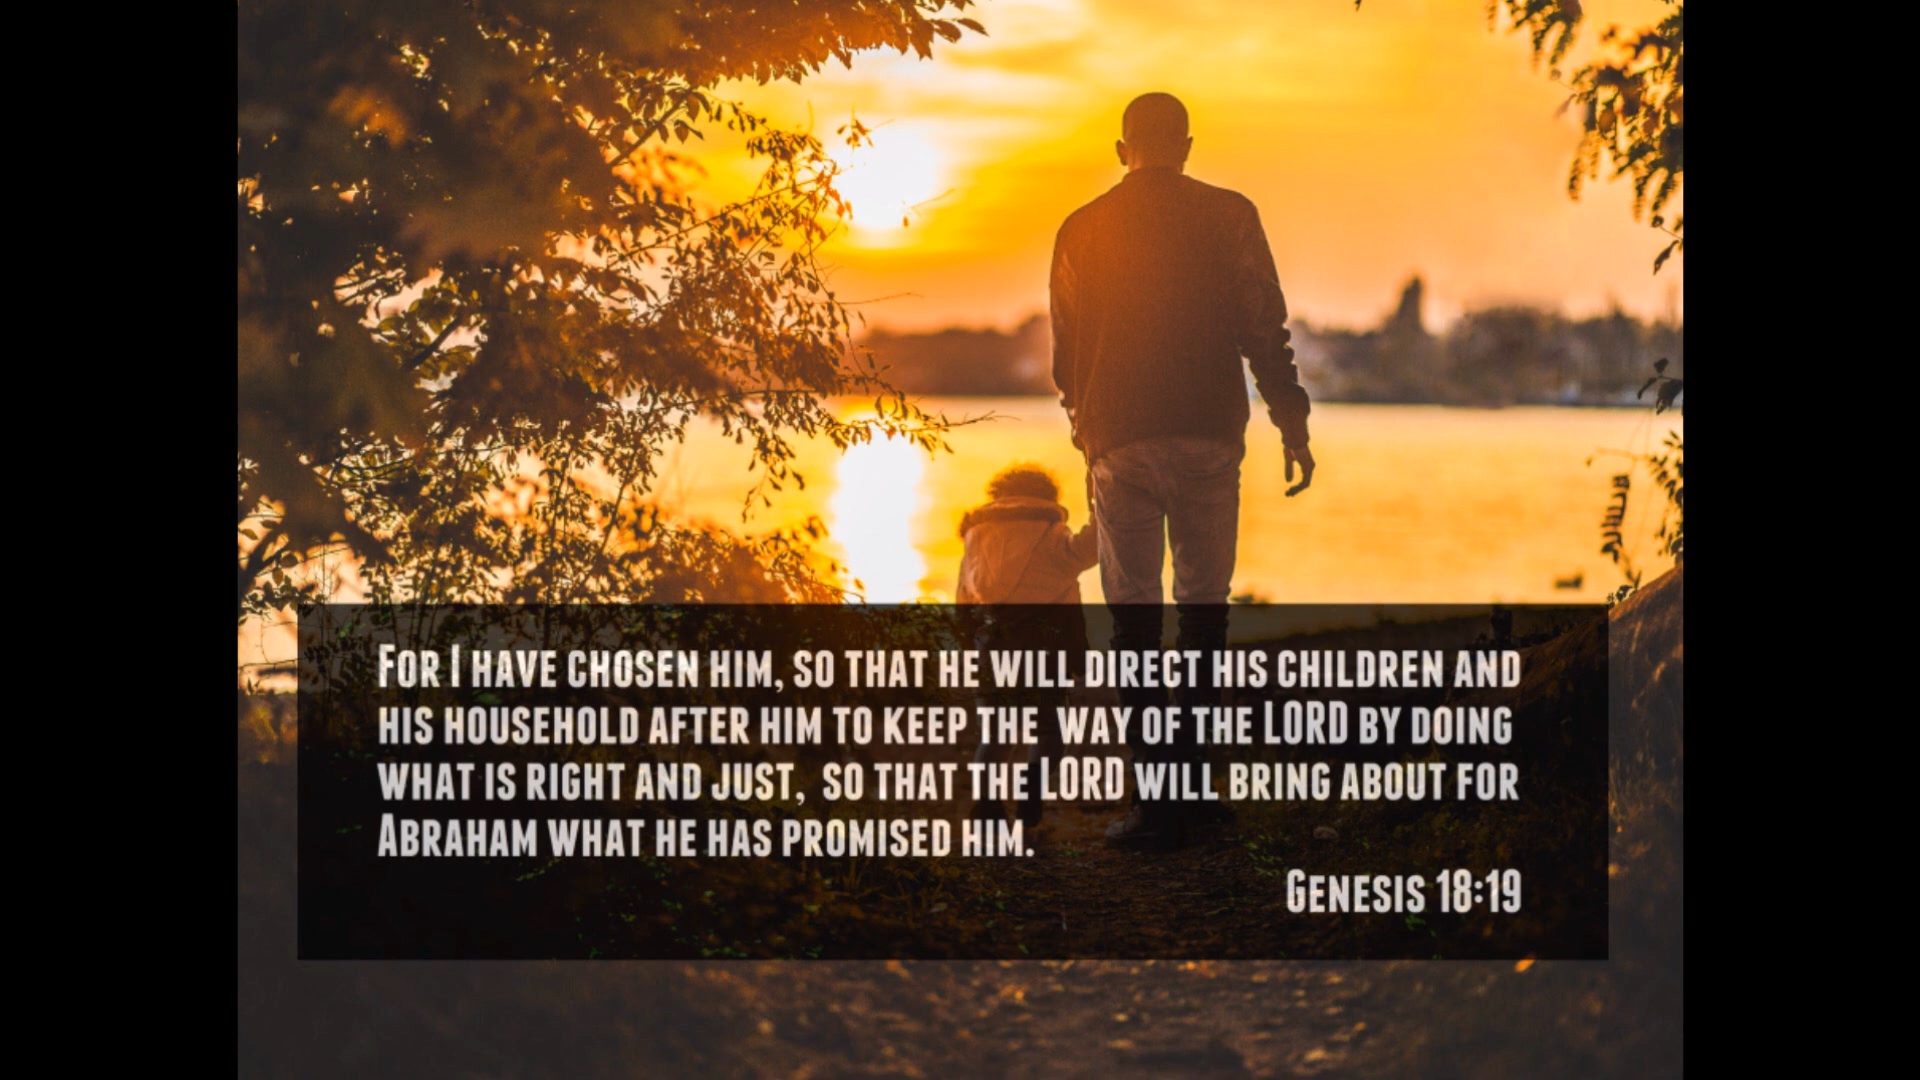 For I have chosen him, so that he will direct his children and
his household after him to keep the way of the LORD by doing
what is right and just, so that the LORD will bring about for
Abraham what he has promised him.
Genesis 18:19